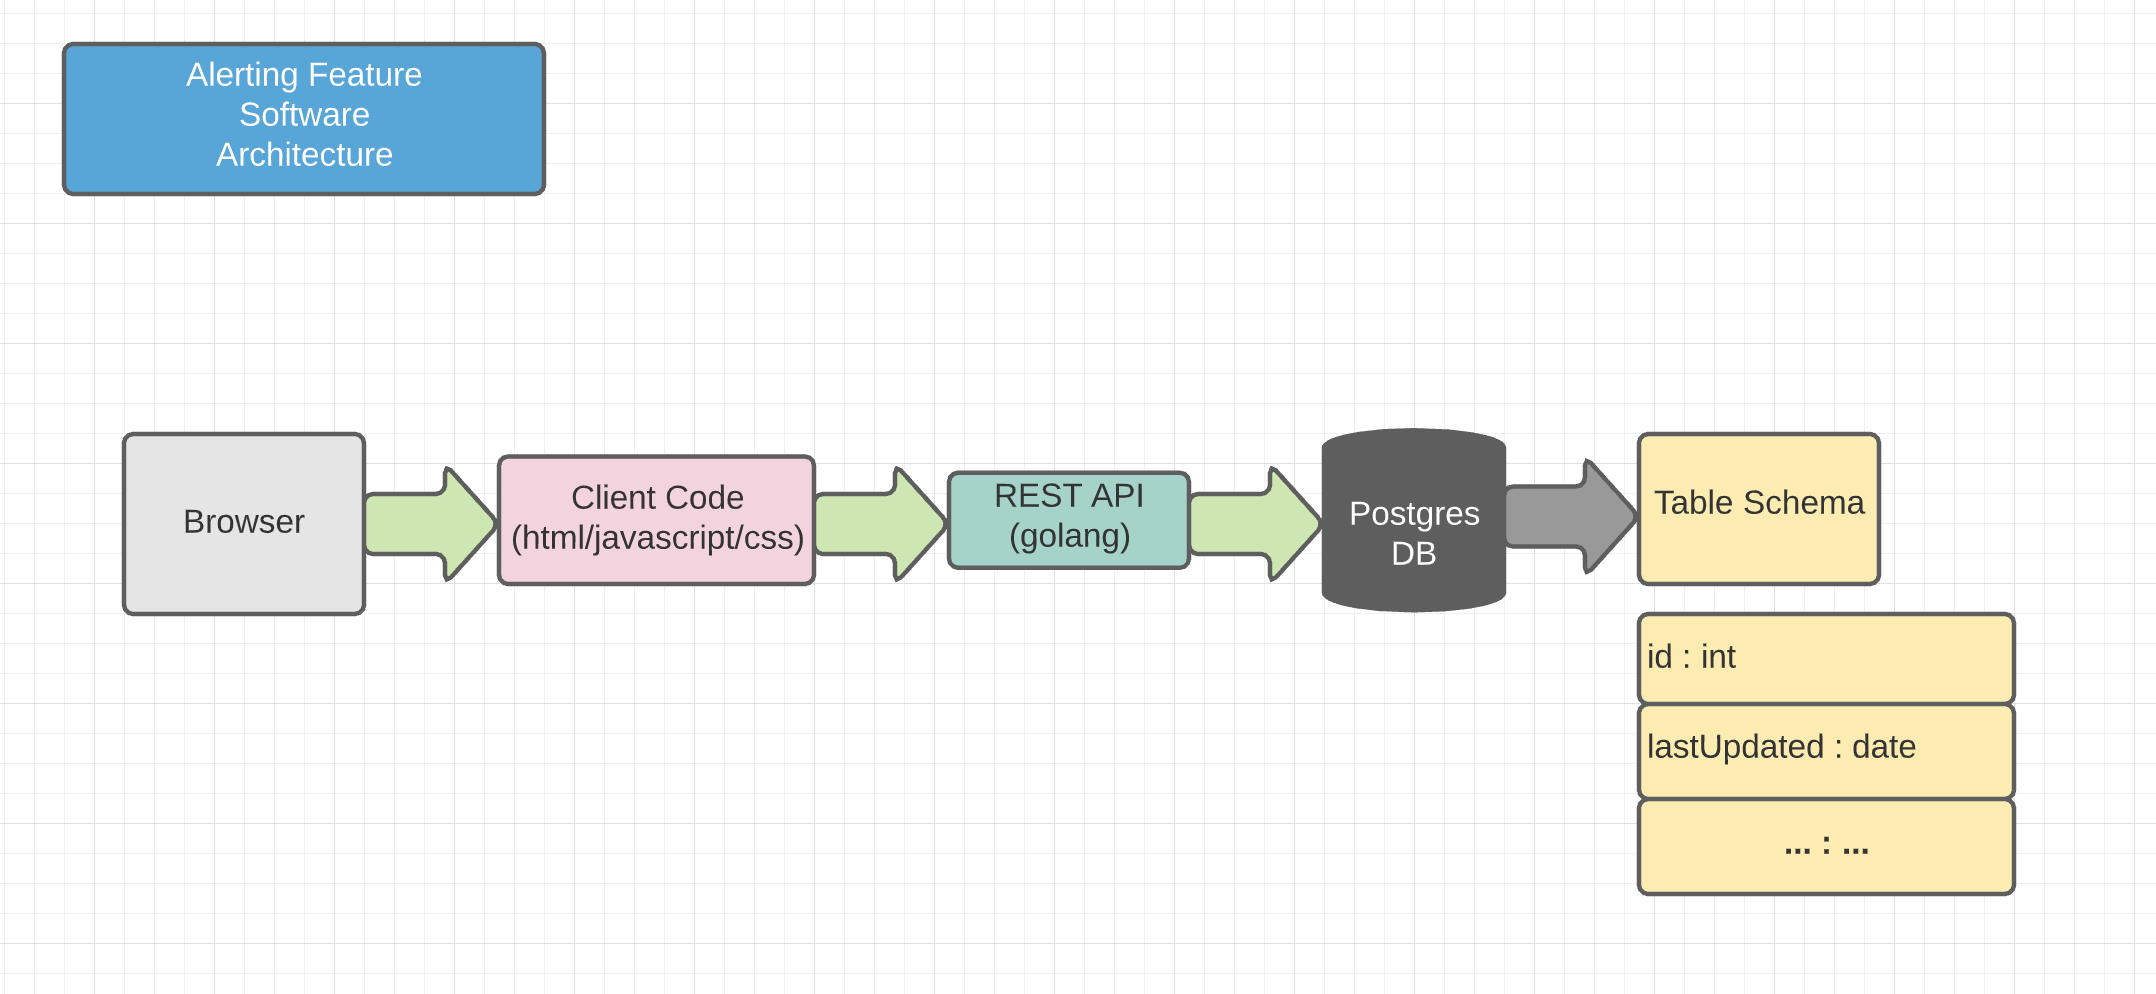 Alerting Feature
Software
Architecture
Browser
Client Code
(html/javascript/css)
REST API
(golang)
Postgres
DB
Table Schema
id : int
lastUpdated : date
... : ...